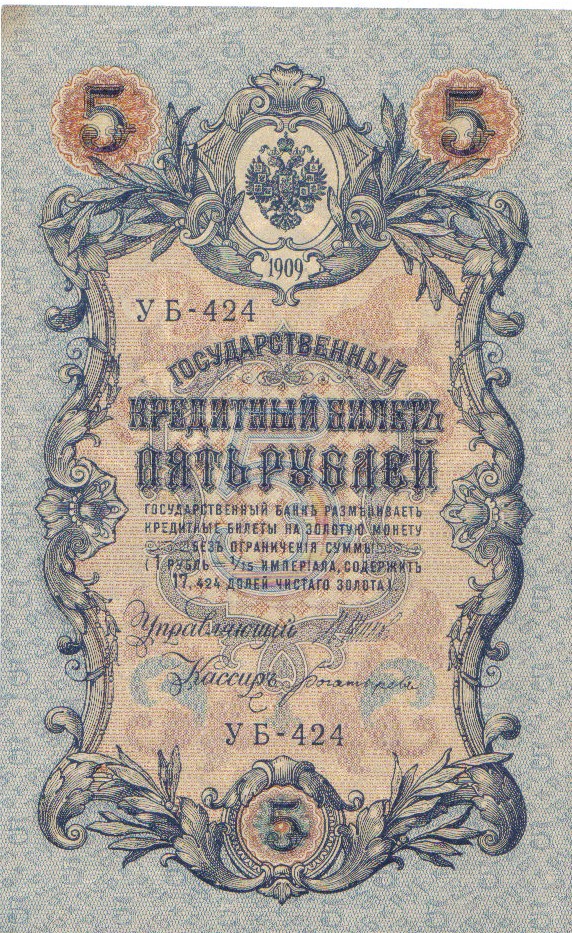 5 5
1909
УБ-424
ГОСУДАРСТВЕННЫЙ
КРЕДИТНЫЙ БИЛЕТЪ
ПЯТЬ РУБЛЕЙ
ГОСУДАРСТВЕННЫЙ БАНКЪ РАЗМѢНИВАЕТЪ
КРЕДИТНЫЕ БИЛЕТЫ НА ЗОЛОТУЮ МОНЕТУ
БЕЗЪ ОГРАНИЧЕНІЯ СУММЫ
(1 РУБЛЬ = 1/15 ИМПЕРІАЛА, СОДЕРЖИТЪ
17,424 ДОЛЕЙ ЧИСТАГО ЗОЛОТА).
Управляющій
Кассиръ Богатыревъ
УБ-424
5